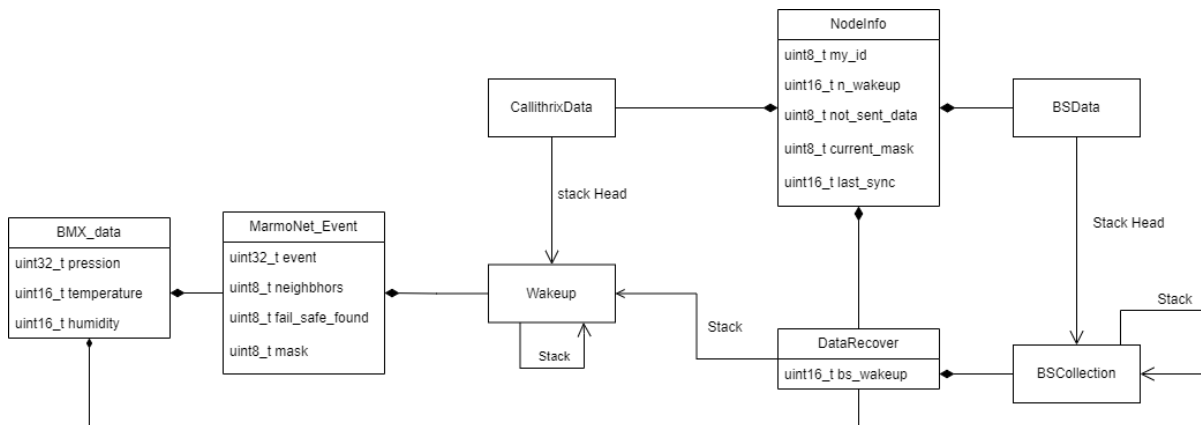 NodeInfo
uint8_t my_id
uint16_t n_wakeup
uint8_t not_sent_data
uint8_t current_mask
uint16_t last_sync
CallithrixData
BSData
stack Head
Stack Head
BMX_data
uint32_t pression
uint16_t temperature
uint16_t humidity
MarmoNet_Event
uint32_t event
uint8_t neighbhors
uint8_t fail_safe_found
uint8_t mask
Wakeup
Stack
Stack
DataRecover
uint16_t bs_wakeup
BSCollection
Stack